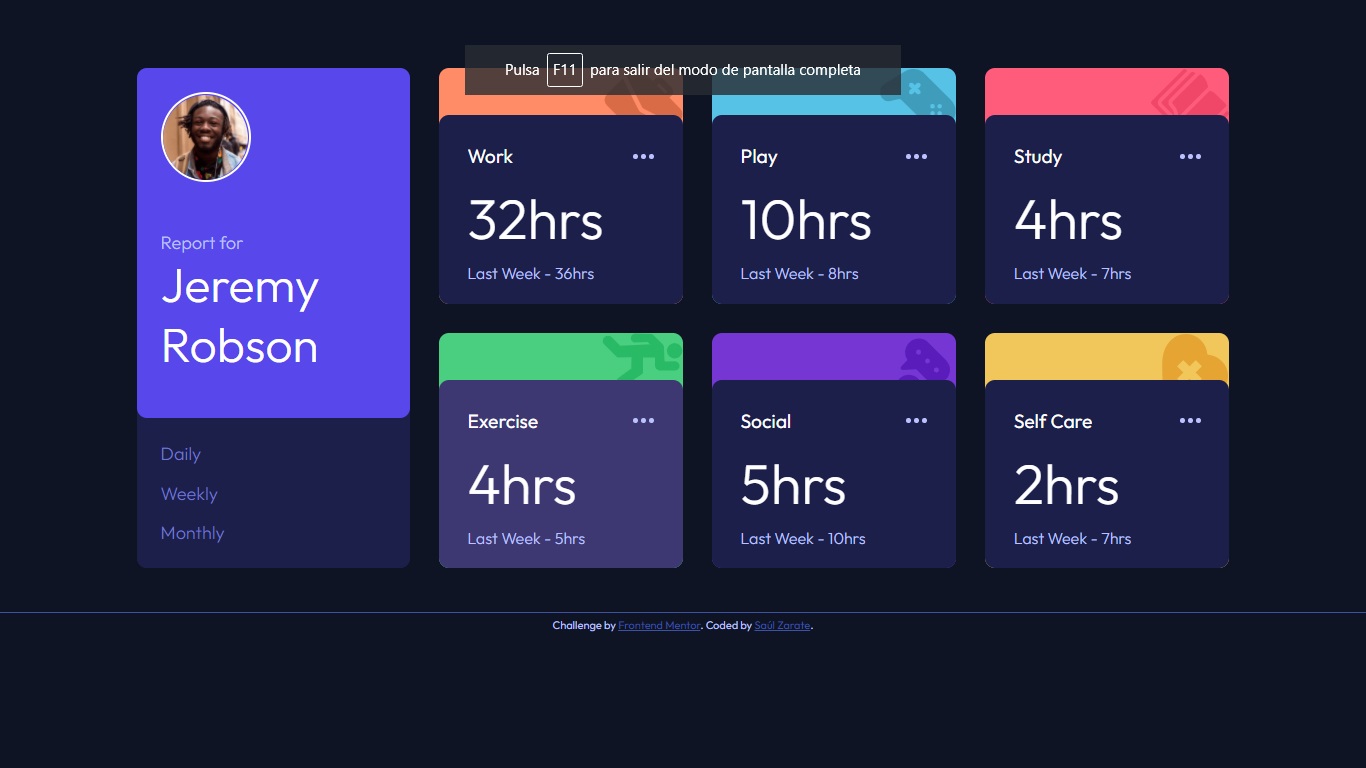 Pulsa F11 para salir del modo de pantalla completa
Report for
Jeremy
Robson
Daily
Weekly
Monthly
Work
32hrs
Last Week - 36hrs
Play
10hrs
Last Week - 8hrs
Study
4hrs
Last Week - 7hrs
Exercise
4hrs
Last Week - 5hrs
Social
5hrs
Last Week - 10hrs
Self Care
2hrs
Last Week - 7hrs
Challenge by Frontend Mentor. Coded by Saúl Zarate.